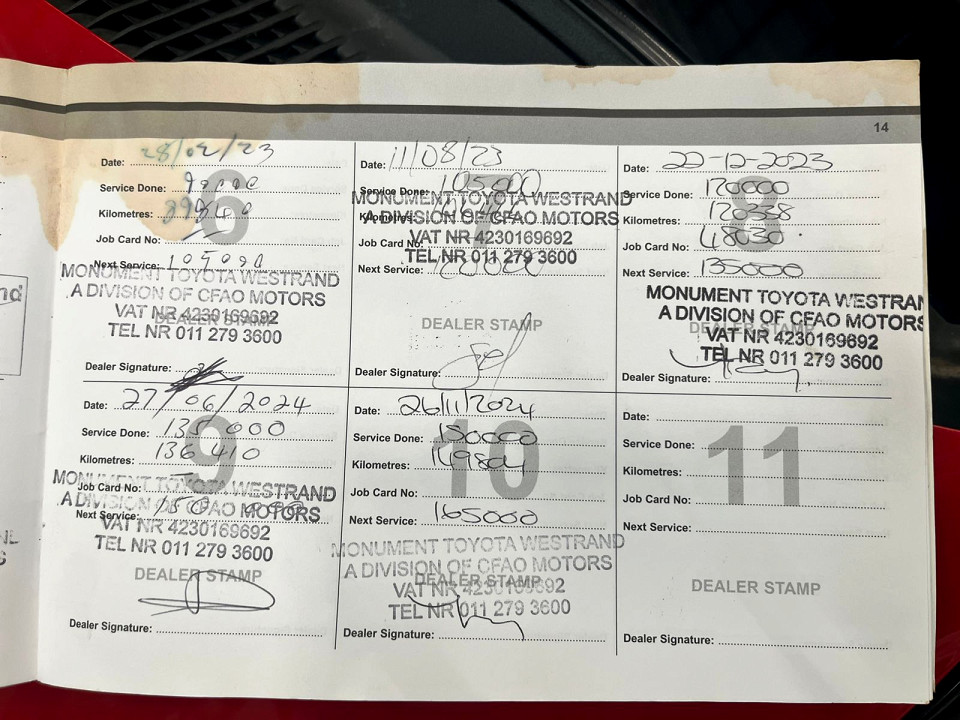 14
6
Date: 28/02/23
Service Done: 90000
Kilometres:
Job Card No:
Next Service: 105000
MONUMENT TOYOTA WESTRAND
A DIVISION OF CFAO MOTORS
VAT NR 4230169692
DEALER STAMP
TEL NR 011 279 3600
Dealer Signature:
Date: 11/08/23
Service Done: 105000
MONUMENT TOYOTA WESTRAND
Kilometres:
A DIVISION OF CFAO MOTORS
VAT NR 4230169692
Job Card No:
TEL NR 011 279 3600
Next Service: 120000
DEALER STAMP
Dealer Signature:
8
Date: 22-12-2023
Service Done: 120000
Kilometres: 120338
Job Card No: 48030
Next Service: 135000
MONUMENT TOYOTA WESTRAN
A DIVISION OF CFAO MOTORS
DEALER STAMP
VAT NR 4230169692
TEL NR 011 279 3600
Dealer Signature:
9
Date: 27/06/2024
Service Done: 135000
Kilometres: 136410
MONUMENT TOYOTA WESTRAND
Job Card No:
A DIVISION OF CFAO MOTORS
Next Service: 150 000
VAT NR 4230169692
TEL NR 011 279 3600
DEALER STAMP
Dealer Signature:
10
Date: 26/11/2024
Service Done: 150000
Kilometres: 149804
Job Card No:
Next Service: 165000
MONUMENT TOYOTA WESTRAND
A DIVISION OF CFAO MOTORS
DEALER STAMP
VAT NR 4230169692
TEL NR 011 279 3600
Dealer Signature:
11
Date:
Service Done:
Kilometres:
Job Card No:
Next Service:
DEALER STAMP
Dealer Signature: